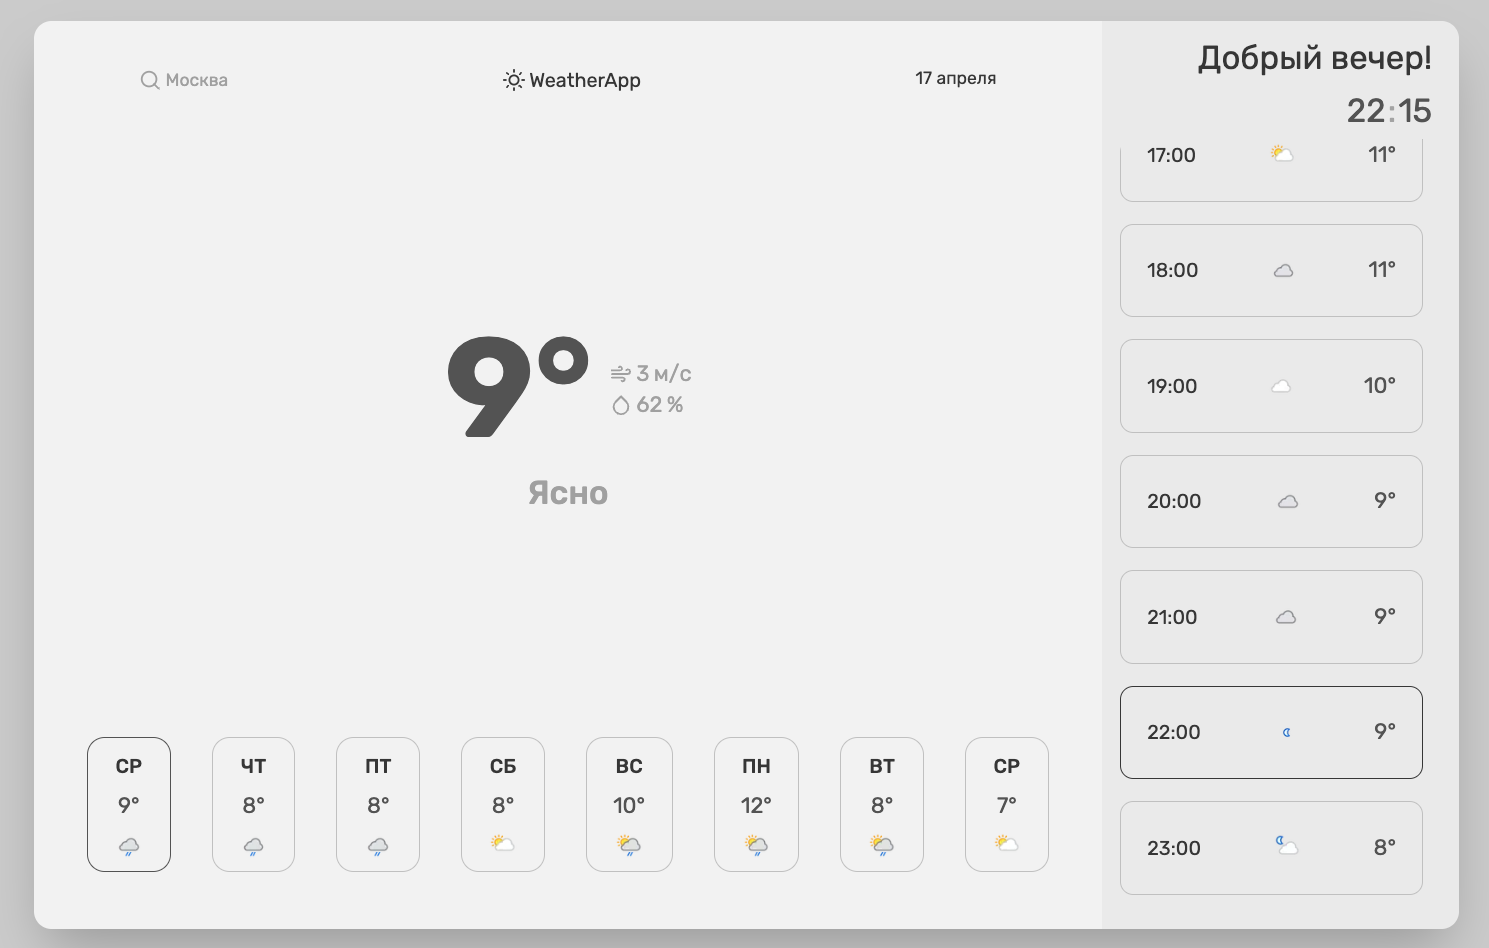 Москва
WeatherApp
17 апреля
9°
3 м/с
62 %
Ясно
СР
9°
ЧТ
8°
ПТ
8°
СБ
8°
ВС
10°
ПН
12°
ВТ
8°
СР
7°
Добрый вечер!
22:15
17:00 11°
18:00 11°
19:00 10°
20:00 9°
21:00 9°
22:00 9°
23:00 8°